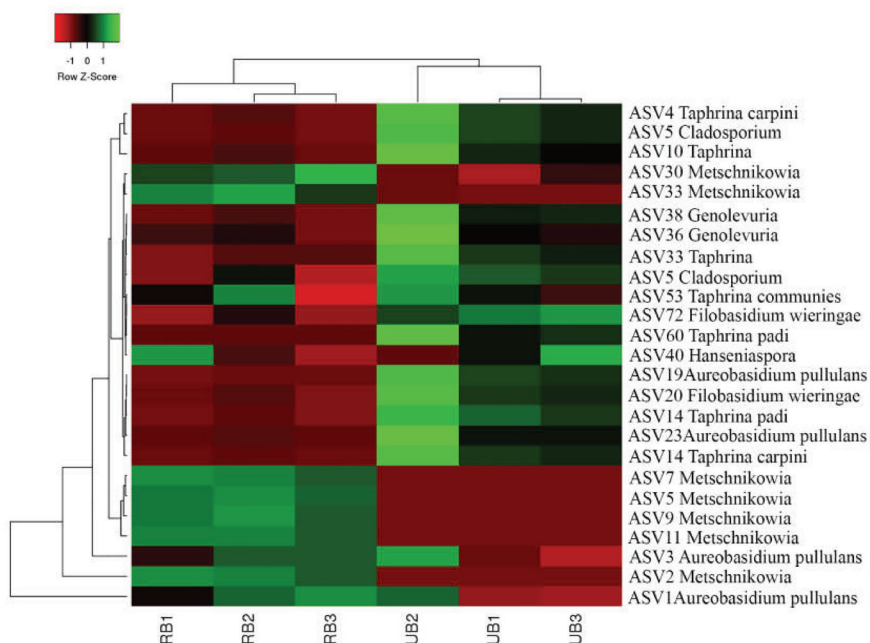 -1 0 1
Row Z-Score
ASV4 Taphrina carpini
ASV5 Cladosporium
ASV10 Taphrina
ASV30 Metschnikowia
ASV33 Metschnikowia
ASV38 Genolevuria
ASV36 Genolevuria
ASV33 Taphrina
ASV5 Cladosporium
ASV53 Taphrina communies
ASV72 Filobasidium wieringae
ASV60 Taphrina padi
ASV40 Hanseniaspora
ASV19Aureobasidium pullulans
ASV20 Filobasidium wieringae
ASV14 Taphrina padi
ASV23Aureobasidium pullulans
ASV14 Taphrina carpini
ASV7 Metschnikowia
ASV5 Metschnikowia
ASV9 Metschnikowia
ASV11 Metschnikowia
ASV3 Aureobasidium pullulans
ASV2 Metschnikowia
ASV1Aureobasidium pullulans
RB1 RB2 RB3 UB2 UB1 UB3